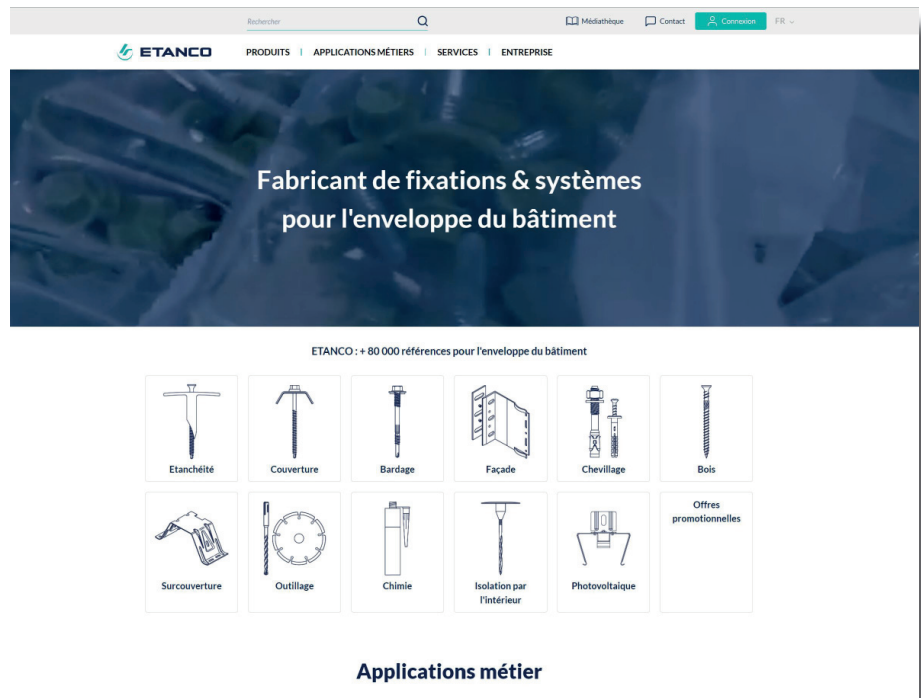 Rechercher
Médiathèque
Contact
Connexion
FR
ETANCO
PRODUITS | APPLICATIONS MÉTIERS | SERVICES | ENTREPRISE
Fabricant de fixations & systèmes
pour l'enveloppe du bâtiment
ETANCO : + 80 000 références pour l'enveloppe du bâtiment
Etanchéité
Couverture
Bardage
Façade
Chevillage
Bois
Surcouverture
Outillage
Chimie
Isolation par
l'intérieur
Photovoltaique
Offres
promotionnelles
Applications métier